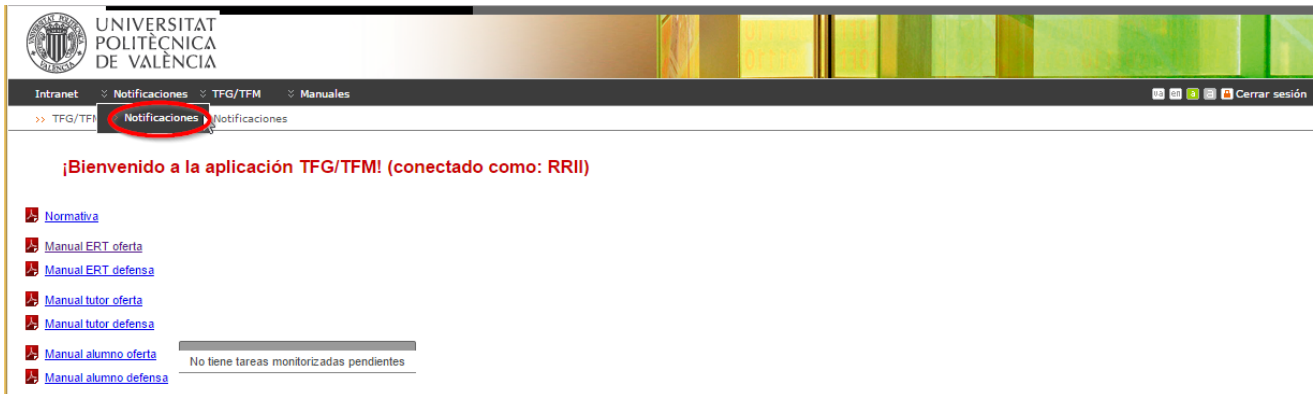 UNIVERSITAT
POLITÈCNICA
DE VALÈNCIA
Intranet Notificaciones TFG/TFM Manuales va en a a Cerrar sesión
>> TFG/TFM Notificaciones Notificaciones
¡Bienvenido a la aplicación TFG/TFM! (conectado como: RRII)
Normativa
Manual ERT oferta
Manual ERT defensa
Manual tutor oferta
Manual tutor defensa
Manual alumno oferta
No tiene tareas monitorizadas pendientes
Manual alumno defensa